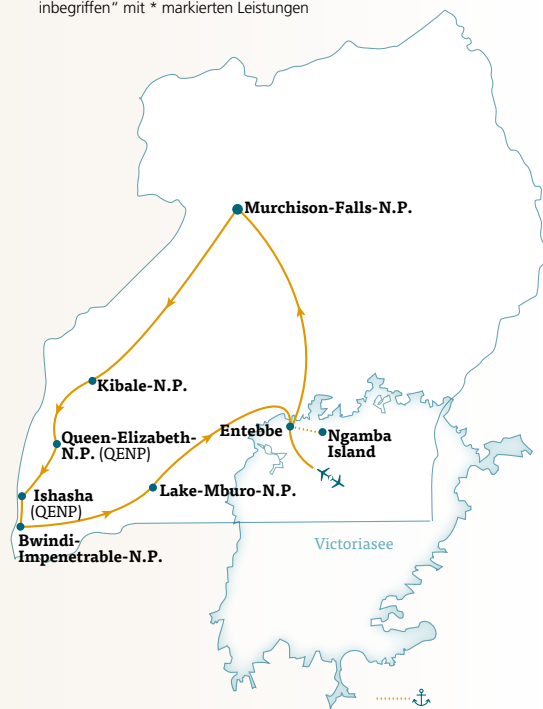 inbegriffen“ mit * markierten Leistungen
Murchison-Falls-N.P.
Kibale-N.P.
Queen-Elizabeth-
N.P. (QENP)
Entebbe
Ngamba
Island
Ishasha
(QENP)
Lake-Mburo-N.P.
Bwindi-
Impenetrable-N.P.
Victoriasee